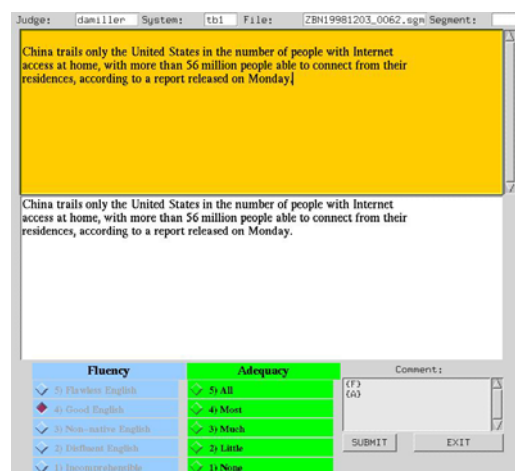 Judge: damiller System: tb1 File: ZBN19981203_0062.sgm Segment:
China trails only the United States in the number of people with Internet
access at home, with more than 56 million people able to connect from their
residences, according to a report released on Monday.
China trails only the United States in the number of people with Internet
access at home, with more than 56 million people able to connect from their
residences, according to a report released on Monday.
Fluency Adequacy Comment:
5) Flawless English 5) All {F}
4) Good English 4) Most {A}
3) Non-native English 3) Much
2) Disfluent English 2) Little SUBMIT EXIT
1) Incomprehensible 1) None